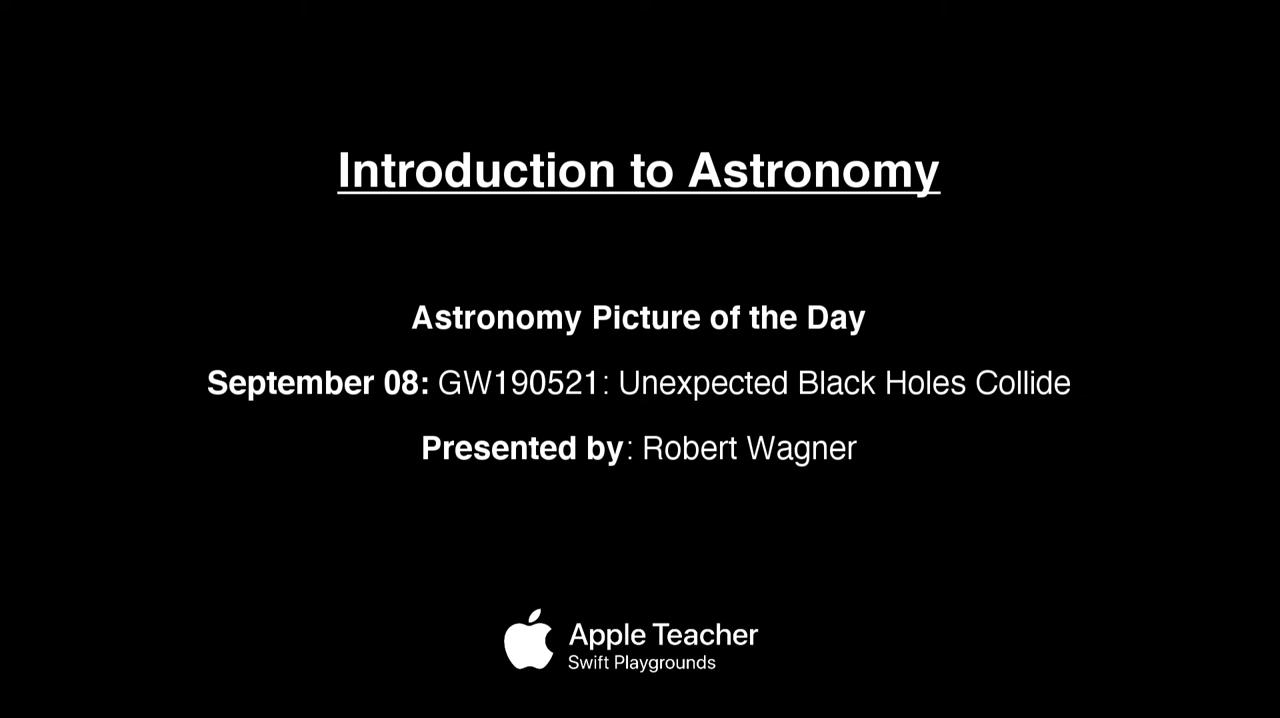 Introduction to Astronomy
Astronomy Picture of the Day
September 08: GW190521: Unexpected Black Holes Collide
Presented by: Robert Wagner
Apple Teacher
Swift Playgrounds